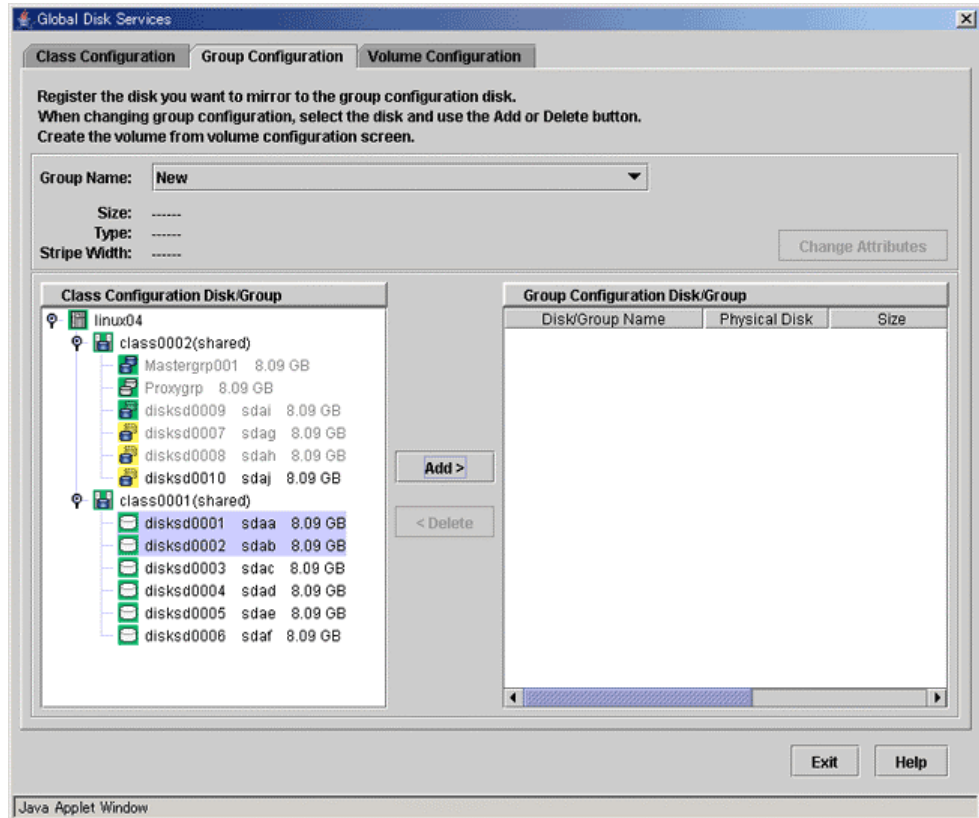 Global Disk Services
Class Configuration Group Configuration Volume Configuration
Register the disk you want to mirror to the group configuration disk.
When changing group configuration, select the disk and use the Add or Delete button.
Create the volume from volume configuration screen.
Group Name: New
Size: ------
Type: ------
Stripe Width: ------
Change Attributes
Class Configuration Disk/Group
linux04
class0002(shared)
Mastergrp001 8.09 GB
Proxygrp 8.09 GB
disksd0009 sdai 8.09 GB
disksd0007 sdag 8.09 GB
disksd0008 sdah 8.09 GB
disksd0010 sdaj 8.09 GB
class0001(shared)
disksd0001 sdaa 8.09 GB
disksd0002 sdab 8.09 GB
disksd0003 sdac 8.09 GB
disksd0004 sdad 8.09 GB
disksd0005 sdae 8.09 GB
disksd0006 sdaf 8.09 GB
Add >
< Delete
Group Configuration Disk/Group
Disk/Group Name Physical Disk Size
Exit Help
Java Applet Window